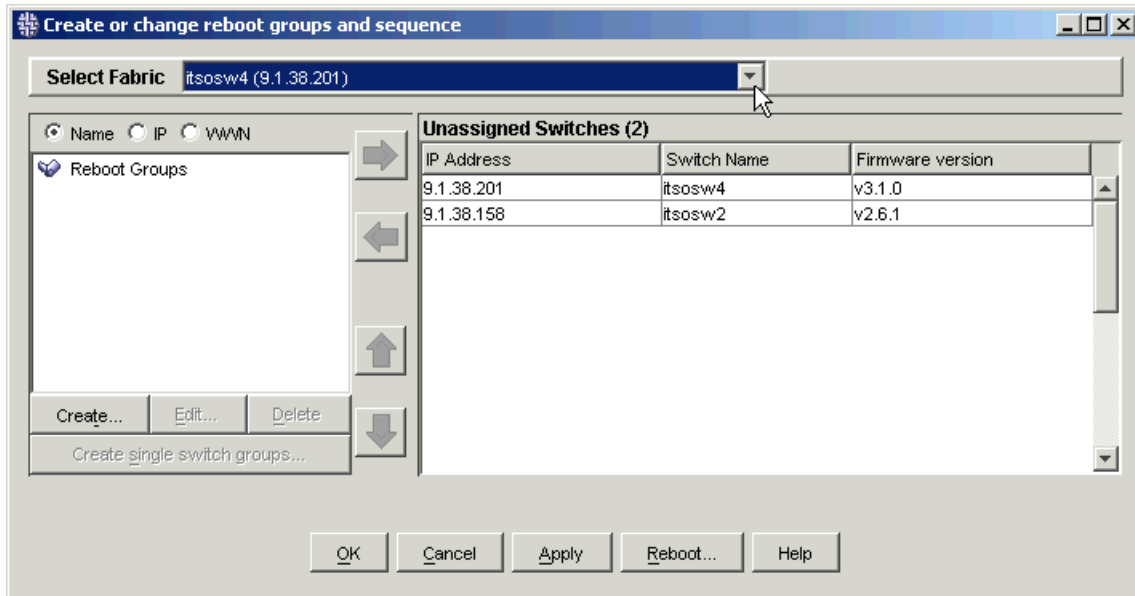 Create or change reboot groups and sequence
Select Fabric itsosw4 (9.1.38.201)
Name IP WWN
Reboot Groups
Create... Edit... Delete
Create single switch groups...
Unassigned Switches (2)
IP Address Switch Name Firmware version
9.1.38.201 itsosw4 v3.1.0
9.1.38.158 itsosw2 v2.6.1
OK Cancel Apply Reboot... Help